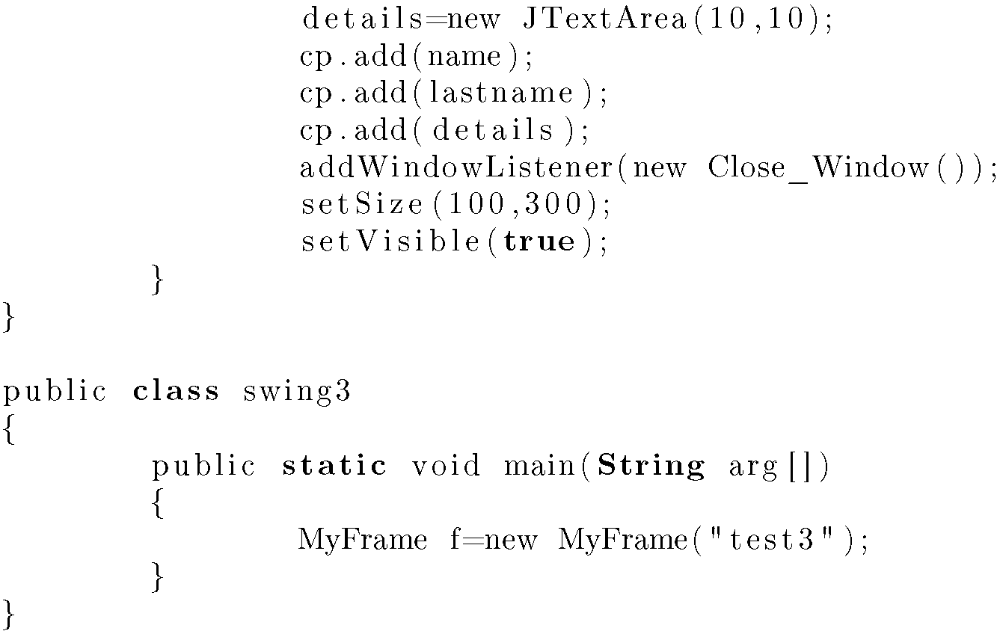 details=new JTextArea(10,10);
cp.add(name);
cp.add(lastname);
cp.add(details);
addWindowListener(new Close_Window());
setSize(100,300);
setVisible(true);
}
}
public class swing3
{
public static void main(String arg[])
{
MyFrame f=new MyFrame("test3");
}
}